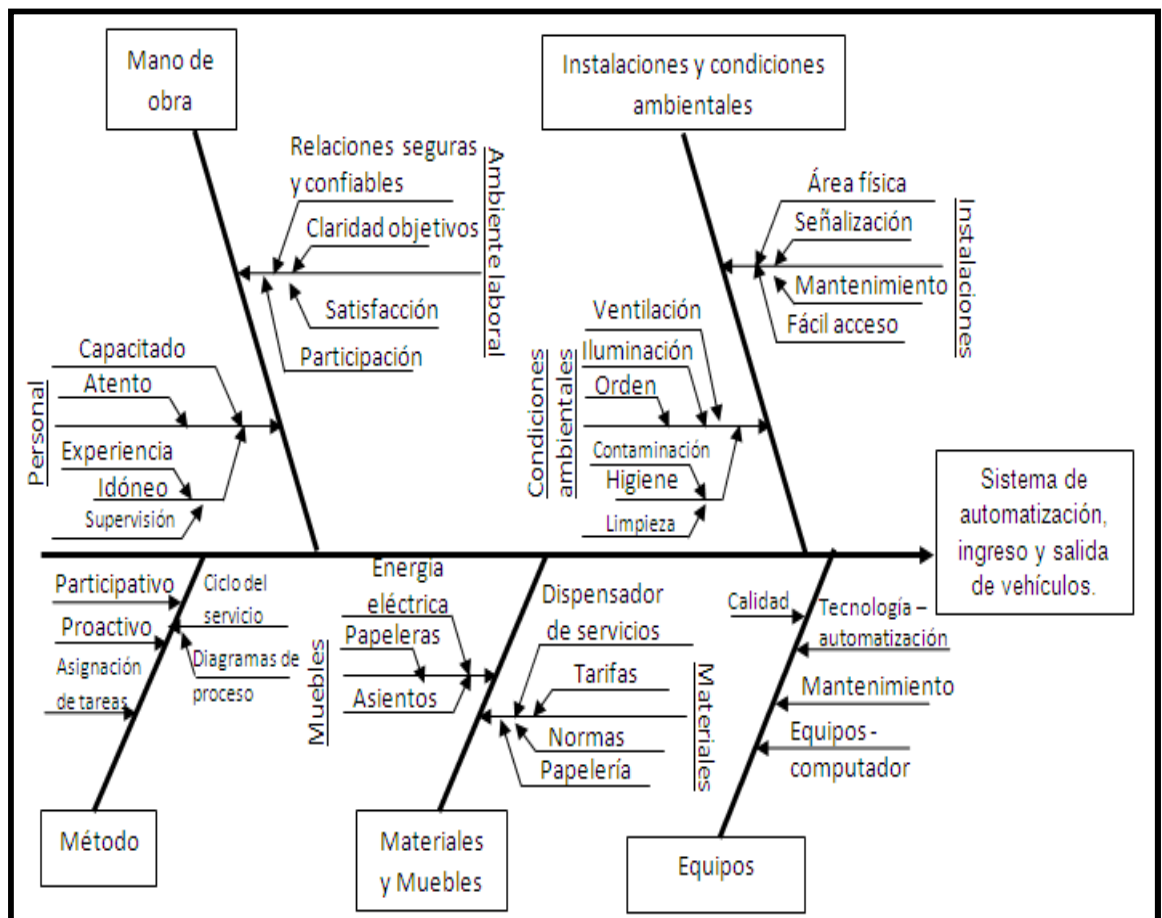 Mano de
obra
Instalaciones y condiciones
ambientales
Relaciones seguras
y confiables
Claridad objetivos
Satisfacción
Participación
Ambiente laboral
Capacitado
Atento
Experiencia
Idóneo
Supervisión
Personal
Área física
Señalización
Mantenimiento
Fácil acceso
Instalaciones
Ventilación
Iluminación
Orden
Contaminación
Higiene
Limpieza
Condiciones
ambientales
Sistema de
automatización,
ingreso y salida
de vehículos.
Participativo
Proactivo
Asignación
de tareas
Ciclo del
servicio
Diagramas de
proceso
Energía
eléctrica
Papeleras
Asientos
Muebles
Dispensador
de servicios
Tarifas
Normas
Papelería
Materiales
Calidad
Tecnología –
automatización
Mantenimiento
Equipos -
computador
Método
Materiales
y Muebles
Equipos